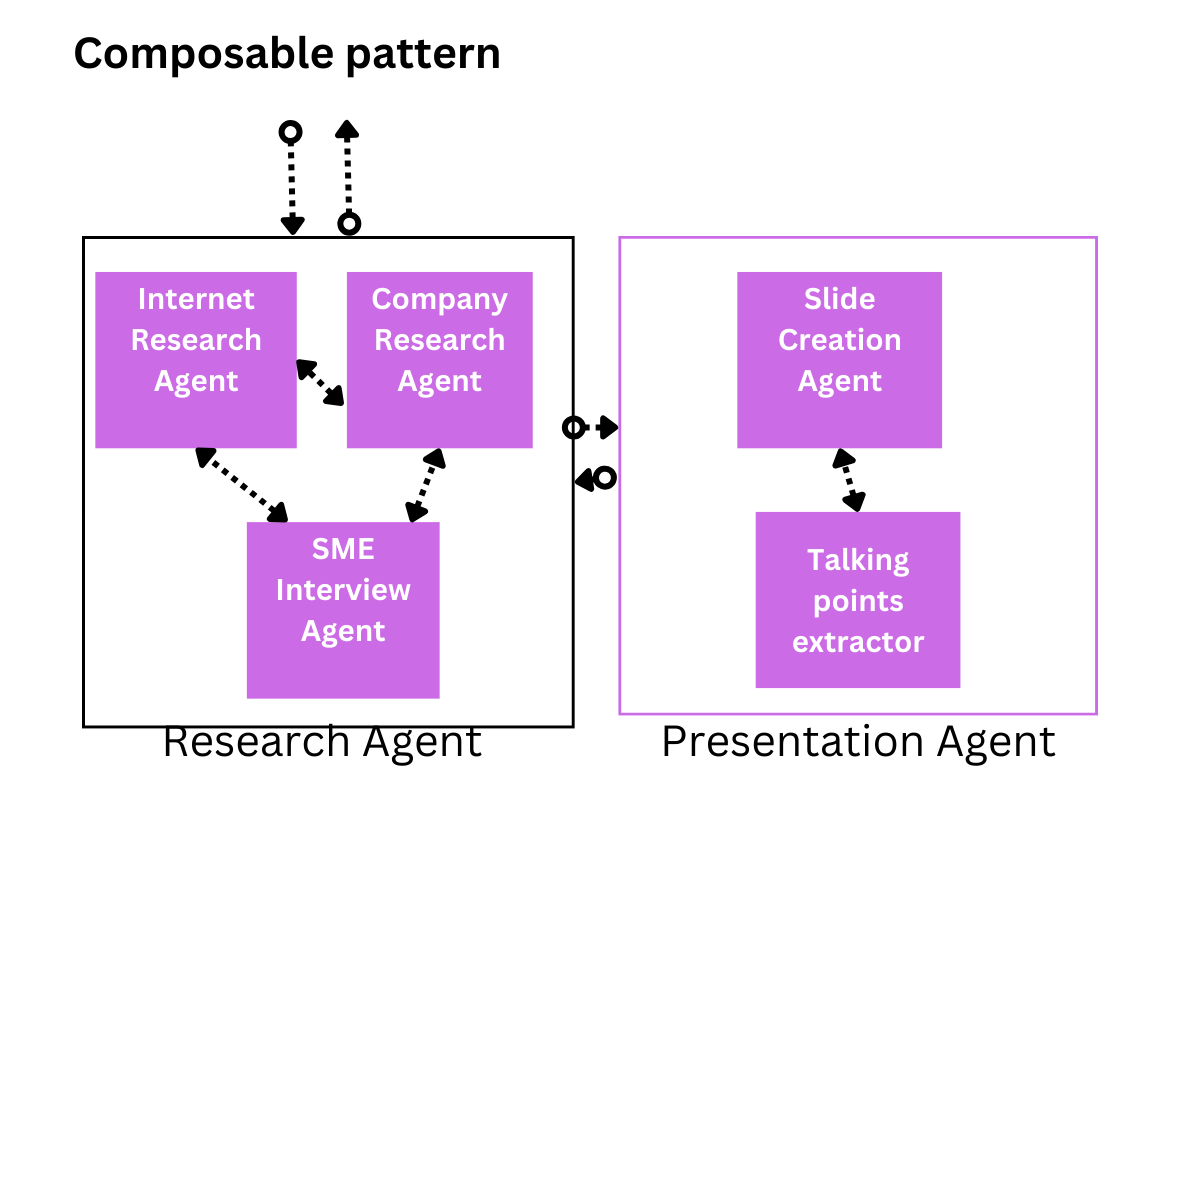 Composable pattern
Internet
Research
Agent
Company
Research
Agent
SME
Interview
Agent
Research Agent
Slide
Creation
Agent
Talking
points
extractor
Presentation Agent